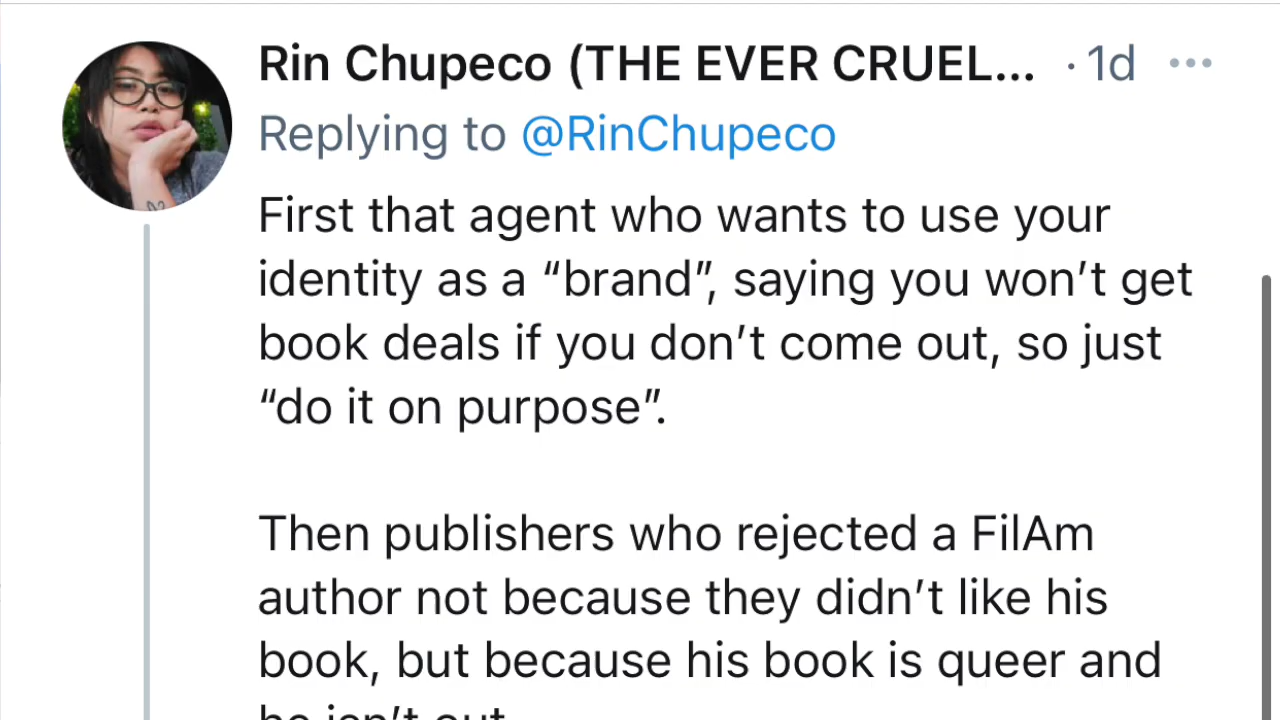 Rin Chupeco (THE EVER CRUEL... · 1d
Replying to @RinChupeco
First that agent who wants to use your
identity as a “brand”, saying you won’t get
book deals if you don’t come out, so just
“do it on purpose”.
Then publishers who rejected a FilAm
author not because they didn’t like his
book, but because his book is queer and
he isn’t out